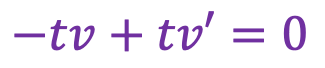 −tv + tv′ = 0